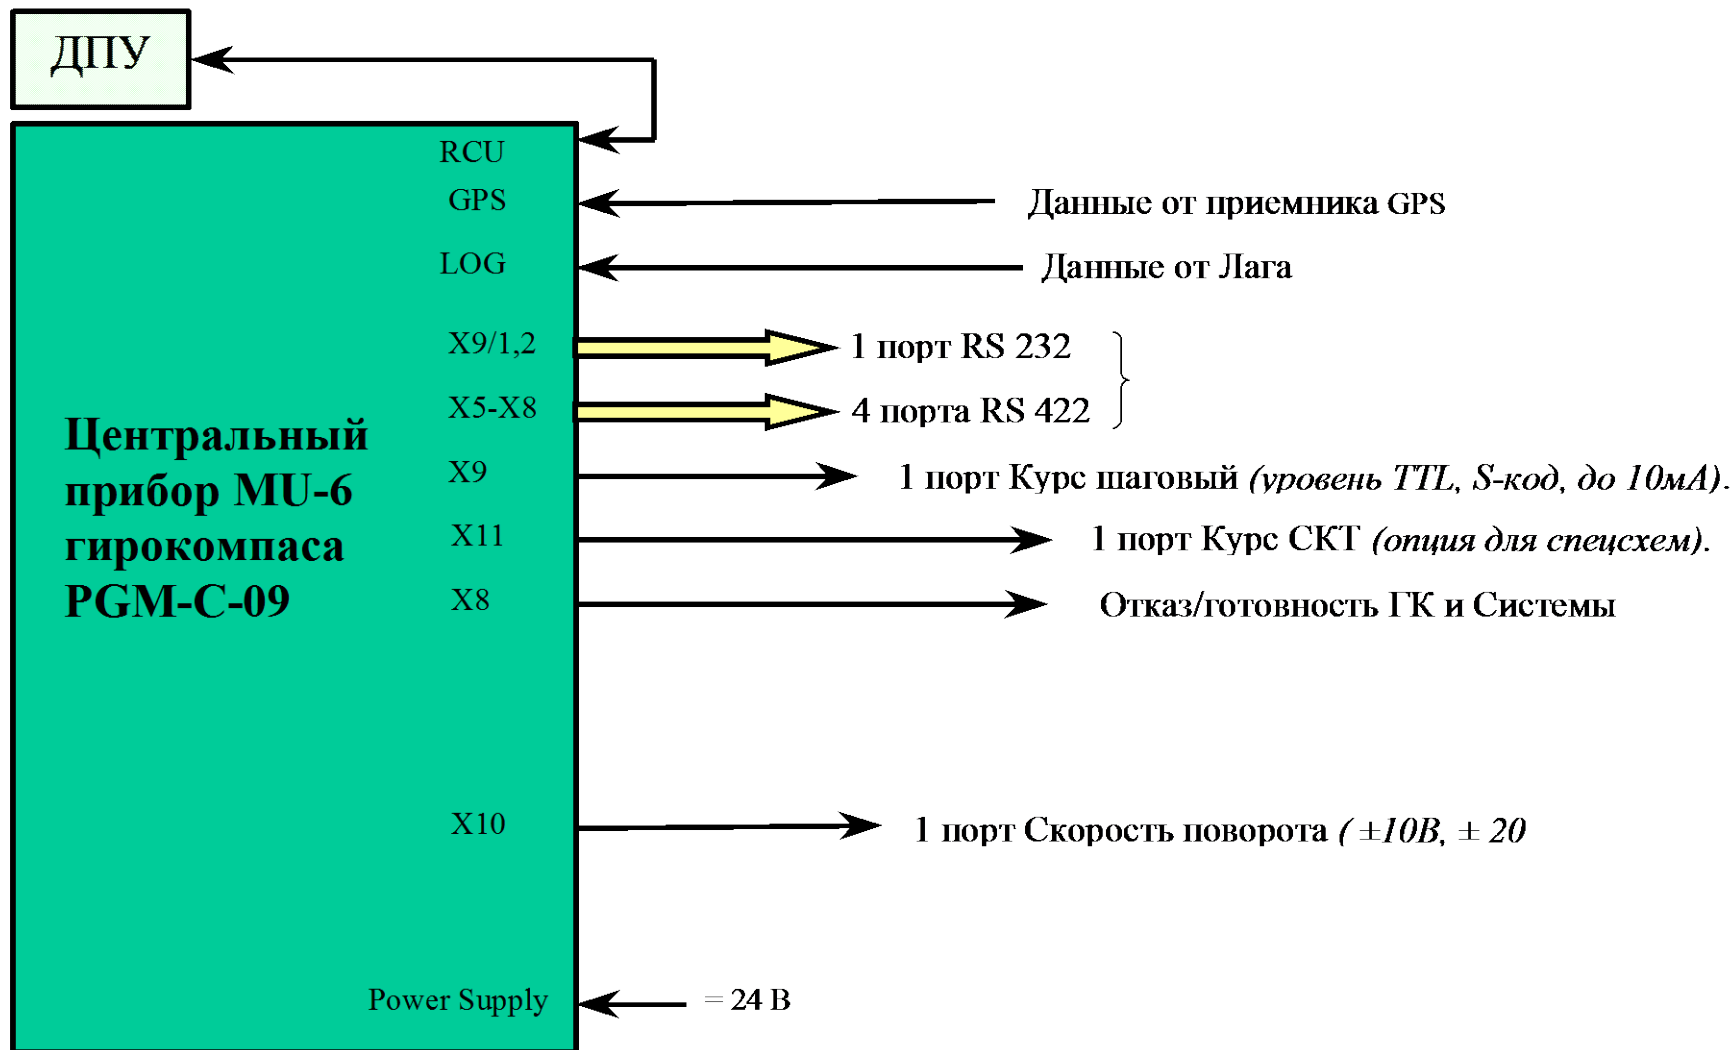 ДПУ
RCU
GPS
Данные от приемника GPS
LOG
Данные от Лага
X9/1,2
1 порт RS 232
X5-X8
4 порта RS 422
Центральный
прибор MU-6
гирокомпаса
PGM-C-09
X9
1 порт Курс шаговый (уровень TTL, S-код, до 10мА).
X11
1 порт Курс СКТ (опция для спецсхем).
X8
Отказ/готовность ГК и Системы
X10
1 порт Скорость поворота ( ±10В, ± 20
Power Supply
= 24 В